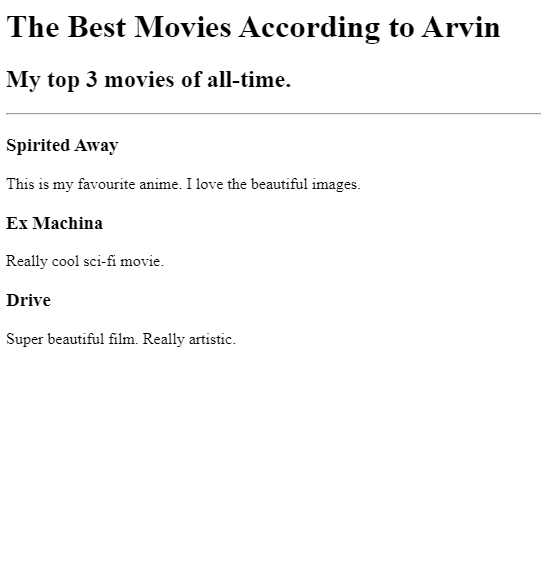 The Best Movies According to Arvin
My top 3 movies of all-time.
Spirited Away
This is my favourite anime. I love the beautiful images.
Ex Machina
Really cool sci-fi movie.
Drive
Super beautiful film. Really artistic.